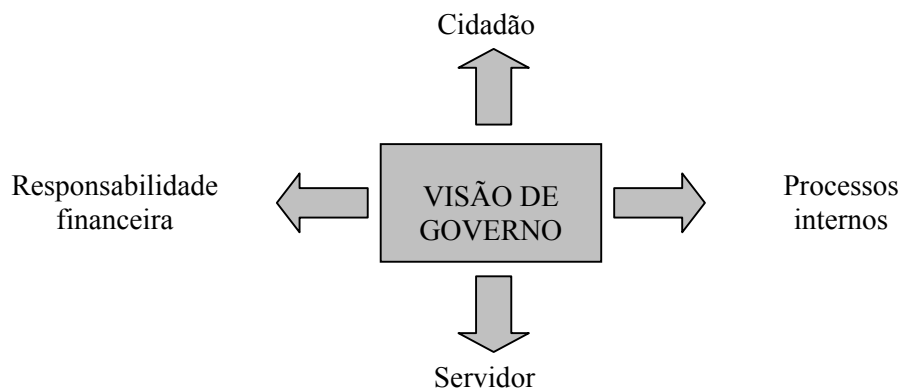 Cidadão
Responsabilidade
financeira
VISÃO DE
GOVERNO
Processos
internos
Servidor